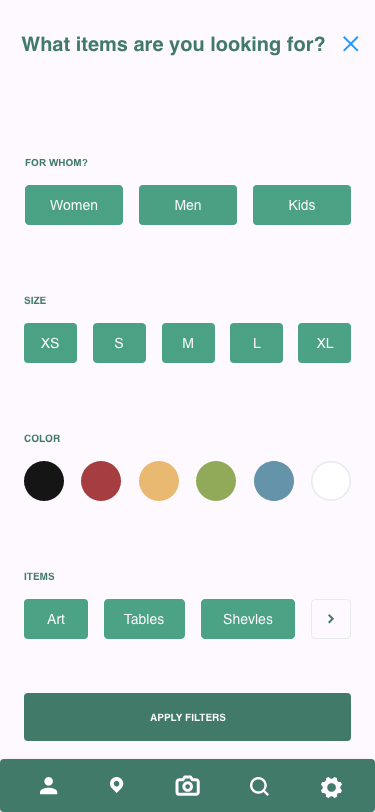 What items are you looking for?
FOR WHOM?
Women Men Kids
SIZE
XS S M L XL
COLOR
ITEMS
Art Tables Shevles
APPLY FILTERS